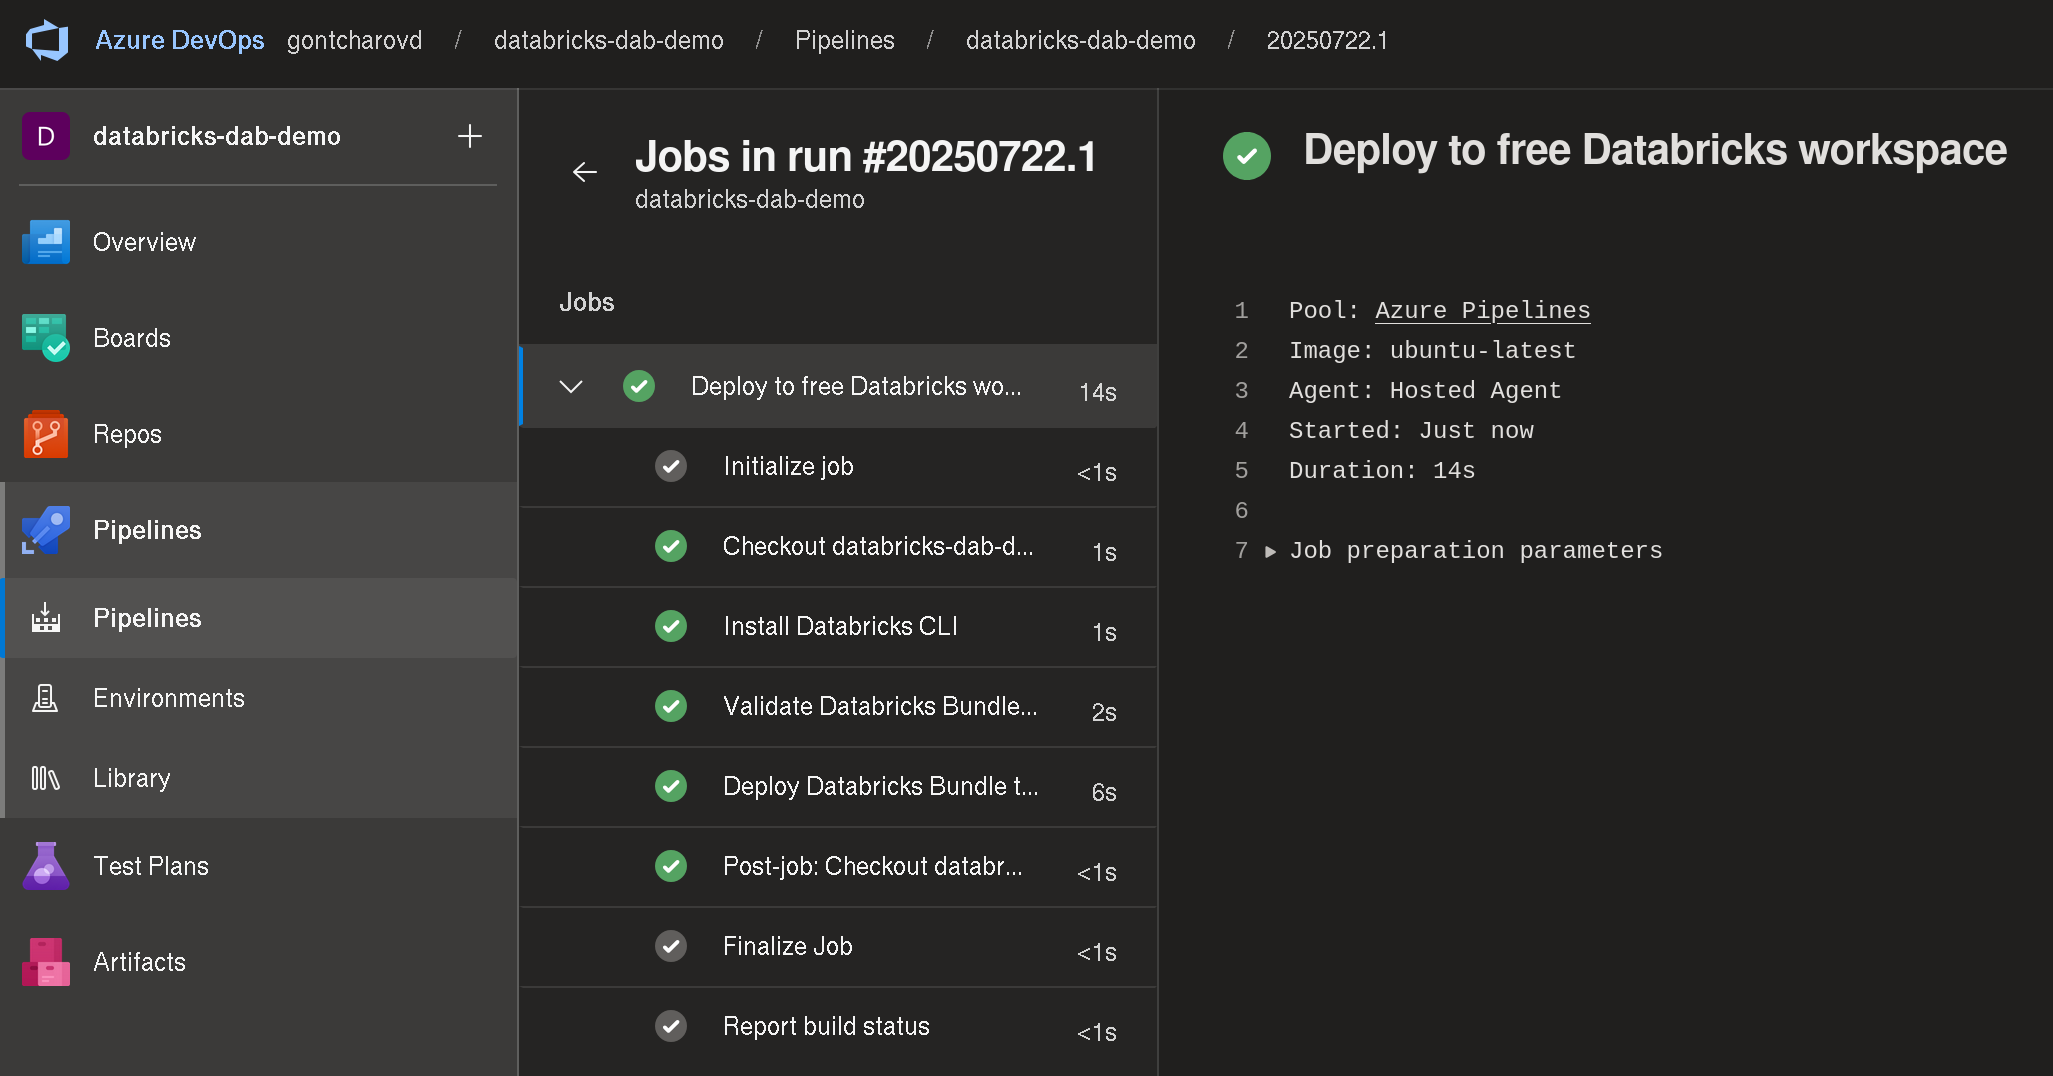 Azure DevOps gontcharovd / databricks-dab-demo / Pipelines / databricks-dab-demo / 20250722.1
D databricks-dab-demo
Overview
Boards
Repos
Pipelines
Pipelines
Environments
Library
Test Plans
Artifacts
Jobs in run #20250722.1
databricks-dab-demo
Jobs
Deploy to free Databricks wo... 14s
Initialize job <1s
Checkout databricks-dab-d... 1s
Install Databricks CLI 1s
Validate Databricks Bundle... 2s
Deploy Databricks Bundle t... 6s
Post-job: Checkout databr... <1s
Finalize Job <1s
Report build status <1s
Deploy to free Databricks workspace
1 Pool: Azure Pipelines
2 Image: ubuntu-latest
3 Agent: Hosted Agent
4 Started: Just now
5 Duration: 14s
6
7 Job preparation parameters